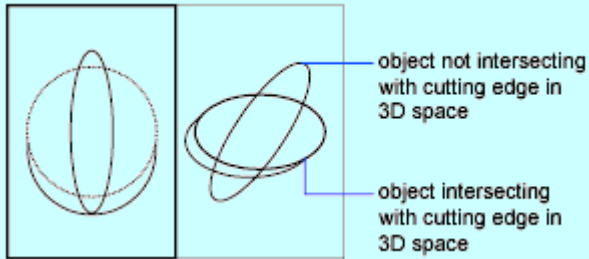 object not intersecting
with cutting edge in
3D space
object intersecting
with cutting edge in
3D space